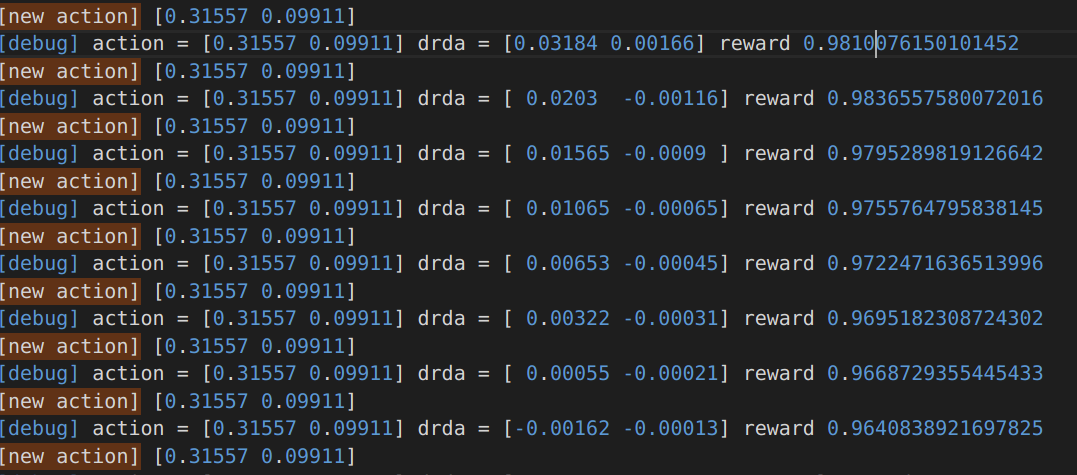 [new action] [0.31557 0.09911]
[debug] action = [0.31557 0.09911] drda = [0.03184 0.00166] reward 0.9810076150101452
[new action] [0.31557 0.09911]
[debug] action = [0.31557 0.09911] drda = [ 0.0203  -0.00116] reward 0.9836557580072016
[new action] [0.31557 0.09911]
[debug] action = [0.31557 0.09911] drda = [ 0.01565 -0.0009 ] reward 0.9795289819126642
[new action] [0.31557 0.09911]
[debug] action = [0.31557 0.09911] drda = [ 0.01065 -0.00065] reward 0.9755764795838145
[new action] [0.31557 0.09911]
[debug] action = [0.31557 0.09911] drda = [ 0.00653 -0.00045] reward 0.9722471636513996
[new action] [0.31557 0.09911]
[debug] action = [0.31557 0.09911] drda = [ 0.00322 -0.00031] reward 0.9695182308724302
[new action] [0.31557 0.09911]
[debug] action = [0.31557 0.09911] drda = [ 0.00055 -0.00021] reward 0.9668729355445433
[new action] [0.31557 0.09911]
[debug] action = [0.31557 0.09911] drda = [-0.00162 -0.00013] reward 0.9640838921697825
[new action] [0.31557 0.09911]